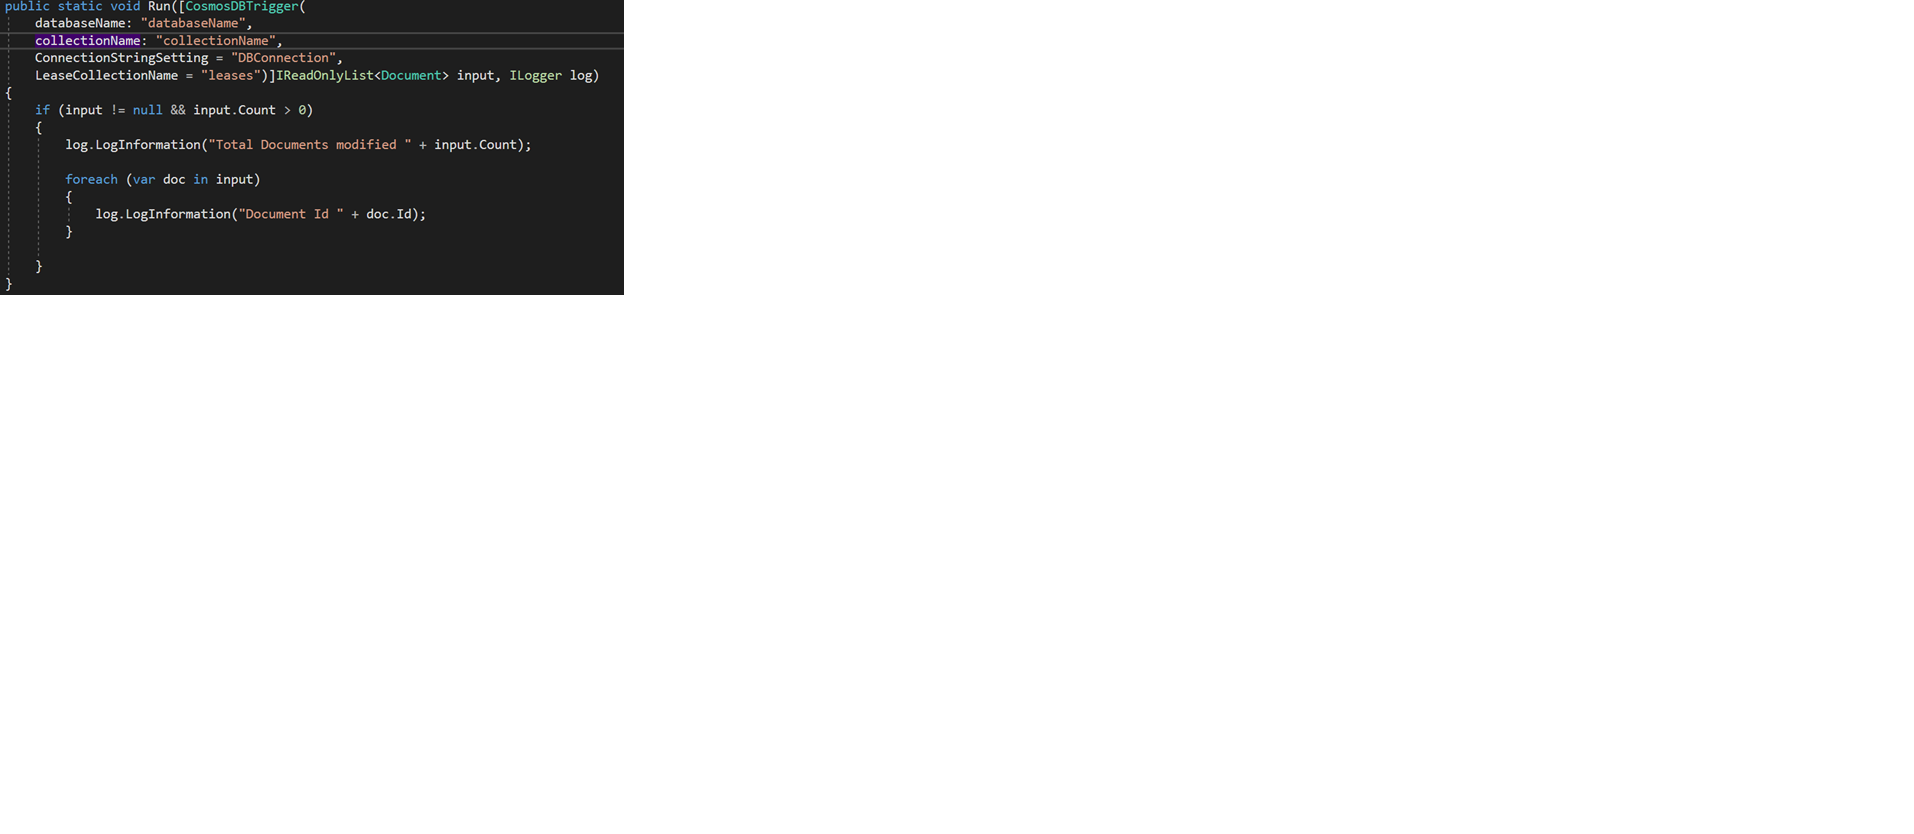 public static void Run([CosmosDBTrigger(
databaseName: "databaseName",
collectionName: "collectionName",
ConnectionStringSetting = "DBConnection",
LeaseCollectionName = "leases")]IReadOnlyList<Document> input, ILogger log)
{
if (input != null && input.Count > 0)
{
log.LogInformation("Total Documents modified " + input.Count);
foreach (var doc in input)
{
log.LogInformation("Document Id " + doc.Id);
}
}
}